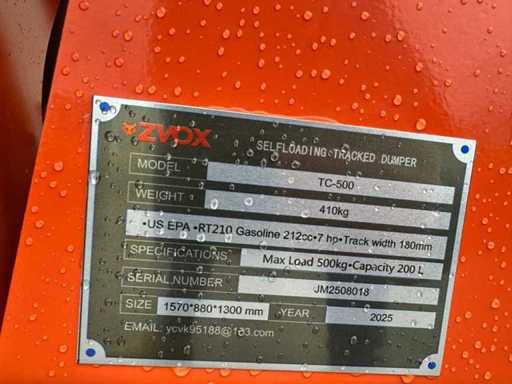 ZVOX SELFLOADING TRACKED DUMPER
MODEL TC-500
WEIGHT 410kg
•US EPA •RT210 Gasoline 212cc•7 hp•Track width 180mm
SPECIFICATIONS Max Load 500kg•Capacity 200 L
SERIAL NUMBER JM2508018
SIZE 1570*880*1300 mm YEAR 2025
EMAIL: ycvk95188@163.com